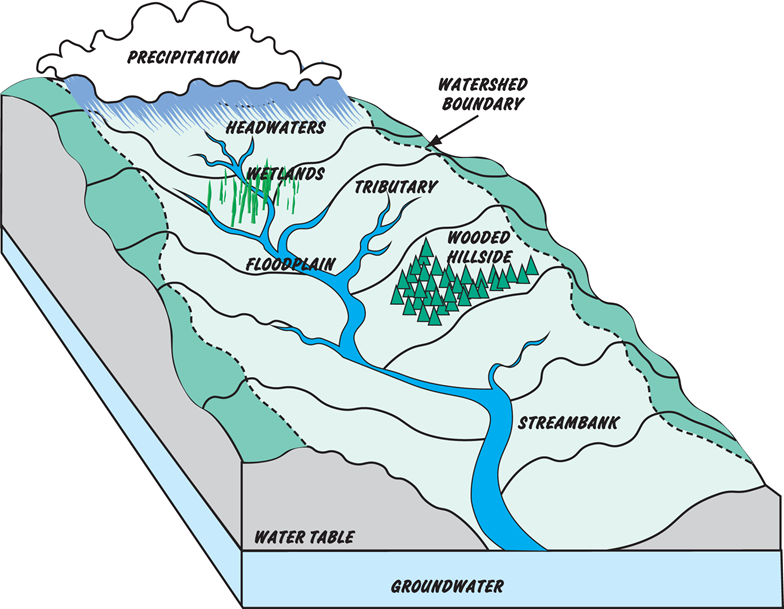 PRECIPITATION
WATERSHED
BOUNDARY
HEADWATERS
WETLANDS
TRIBUTARY
WOODED
HILLSIDE
FLOODPLAIN
STREAMBANK
WATER TABLE
GROUNDWATER